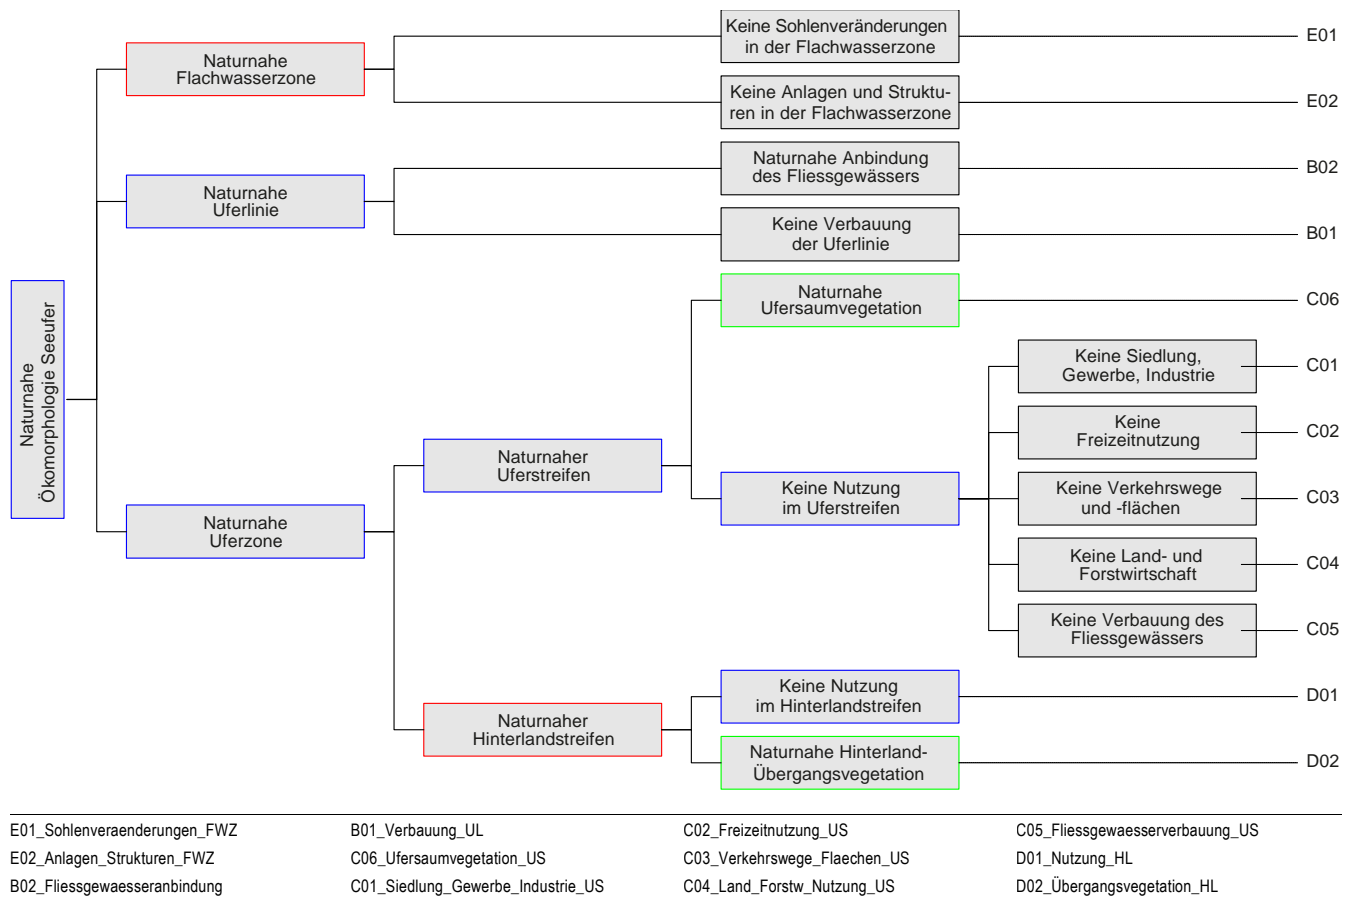 Keine Sohlenveränderungen
in der Flachwasserzone
E01
Naturnahe
Flachwasserzone
Keine Anlagen und Struktu-
ren in der Flachwasserzone
E02
Naturnahe Anbindung
des Fliessgewässers
B02
Naturnahe
Uferlinie
Keine Verbauung
der Uferlinie
B01
Naturnahe
Ufersaumvegetation
C06
Naturnahe
Ökomorphologie Seeufer
Keine Siedlung,
Gewerbe, Industrie
C01
Keine
Freizeitnutzung
C02
Naturnaher
Uferstreifen
Keine Nutzung
im Uferstreifen
Keine Verkehrswege
und -flächen
C03
Naturnahe
Uferzone
Keine Land- und
Forstwirtschaft
C04
Keine Verbauung des
Fliessgewässers
C05
Keine Nutzung
im Hinterlandstreifen
D01
Naturnaher
Hinterlandstreifen
Naturnahe Hinterland-
Übergangsvegetation
D02
E01_Sohlenveraenderungen_FWZ
E02_Anlagen_Strukturen_FWZ
B02_Fliessgewaesseranbindung
B01_Verbauung_UL
C06_Ufersaumvegetation_US
C01_Siedlung_Gewerbe_Industrie_US
C02_Freizeitnutzung_US
C03_Verkehrswege_Flaechen_US
C04_Land_Forstw_Nutzung_US
C05_Fliessgewaesserverbauung_US
D01_Nutzung_HL
D02_Übergangsvegetation_HL